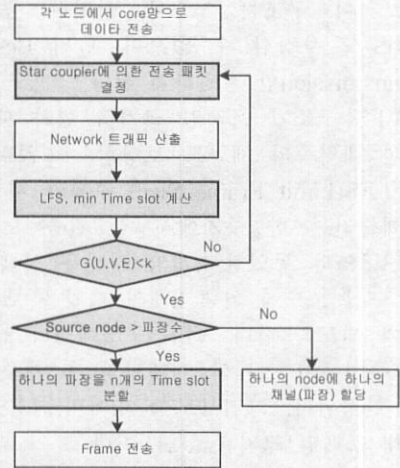 각 노드에서 core망으로
데이타 전송
Star coupler에 의한 전송 패킷
결정
Network 트래픽 산출
LFS, min Time slot 계산
No
G(U,V,E)<k
Yes
Source node > 파장수
No
Yes
하나의 파장을 n개의 Time slot
분할
하나의 node에 하나의
채널(파장) 할당
Frame 전송